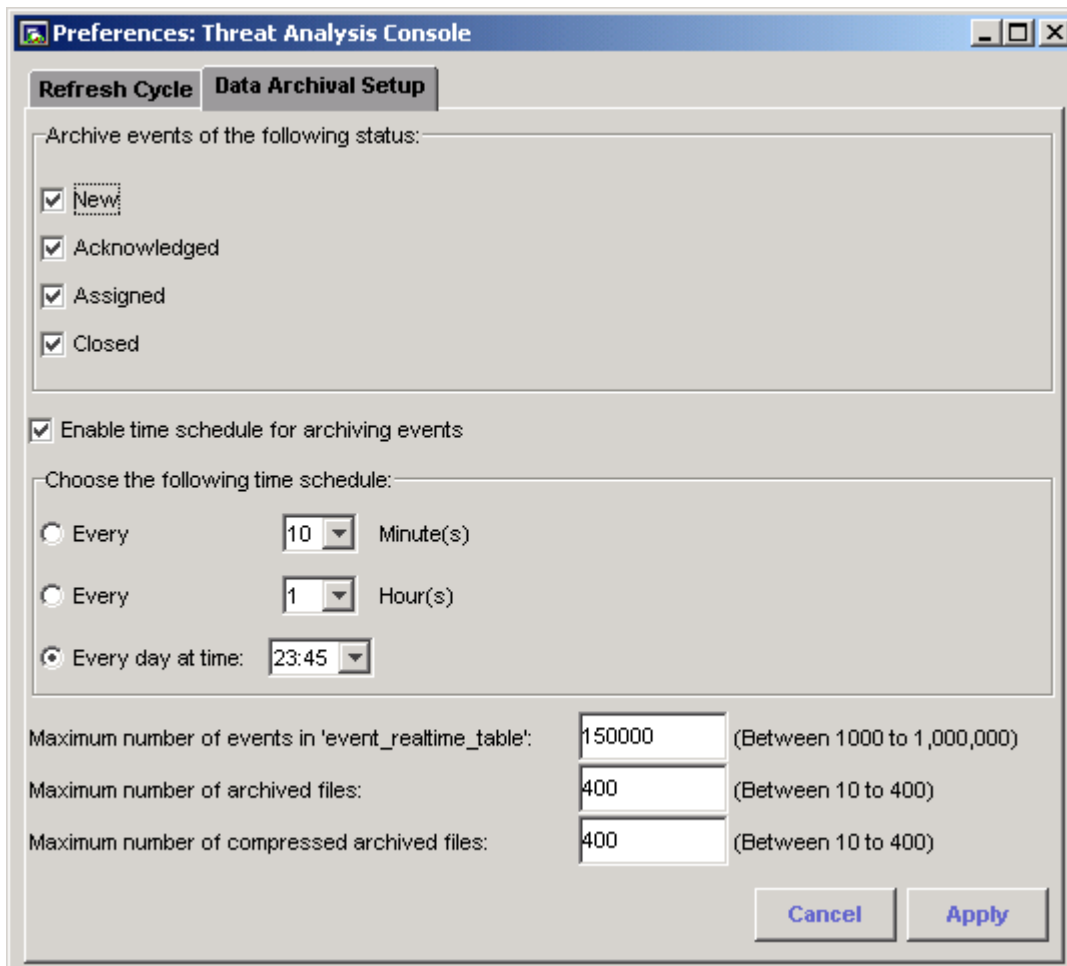 Preferences: Threat Analysis Console
Refresh Cycle Data Archival Setup
Archive events of the following status:
New
Acknowledged
Assigned
Closed
Enable time schedule for archiving events
Choose the following time schedule:
Every 10 Minute(s)
Every 1 Hour(s)
Every day at time: 23:45
Maximum number of events in 'event_realtime_table': 150000 (Between 1000 to 1,000,000)
Maximum number of archived files: 400 (Between 10 to 400)
Maximum number of compressed archived files: 400 (Between 10 to 400)
Cancel Apply